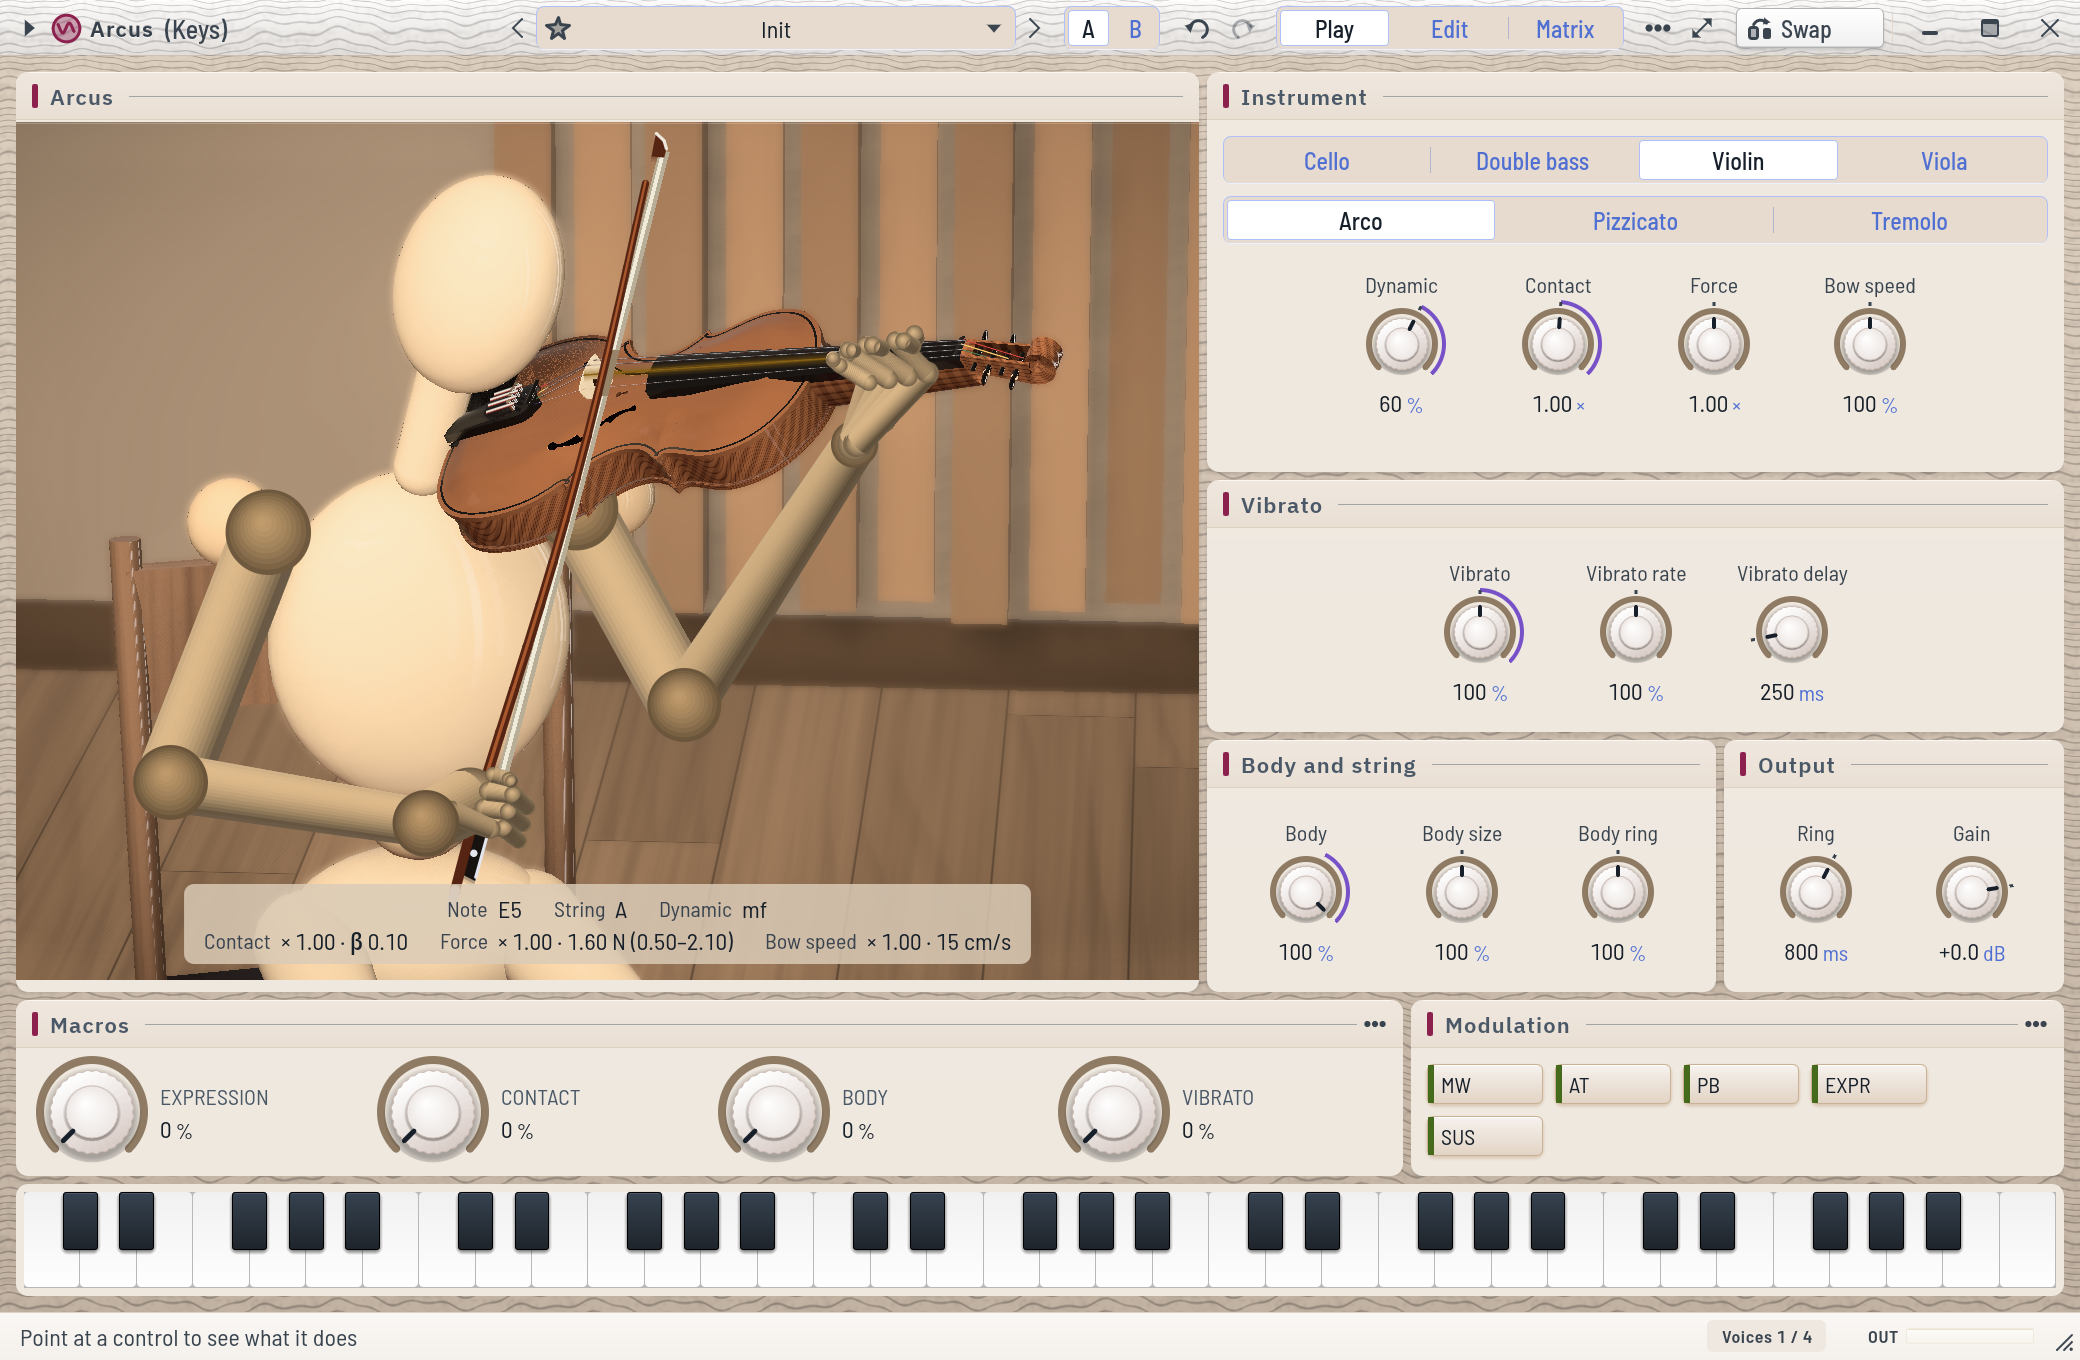 Arcus (Keys)
Init
A B
Play Edit Matrix
Swap
Arcus
Note E5 String A Dynamic mf
Contact × 1.00 · β 0.10 Force × 1.00 · 1.60 N (0.50–2.10) Bow speed × 1.00 · 15 cm/s
Instrument
Cello Double bass Violin Viola
Arco Pizzicato Tremolo
Dynamic Contact Force Bow speed
60 % 1.00 × 1.00 × 100 %
Vibrato
Vibrato Vibrato rate Vibrato delay
100 % 100 % 250 ms
Body and string
Body Body size Body ring
100 % 100 % 100 %
Output
Ring Gain
800 ms +0.0 dB
Macros
EXPRESSION
0 %
CONTACT
0 %
BODY
0 %
VIBRATO
0 %
Modulation
MW AT PB EXPR
SUS
Point at a control to see what it does
Voices 1 / 4 OUT